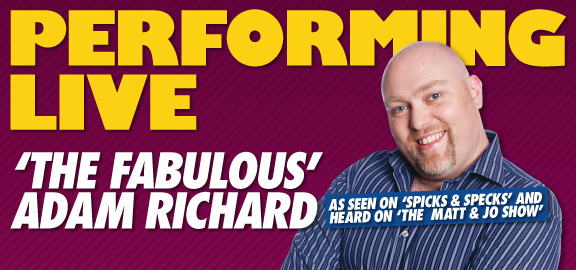 PERFORMING
LIVE
‘THE FABULOUS’
ADAM RICHARD
AS SEEN ON ‘SPICKS & SPECKS’ AND
HEARD ON ‘THE MATT & JO SHOW”